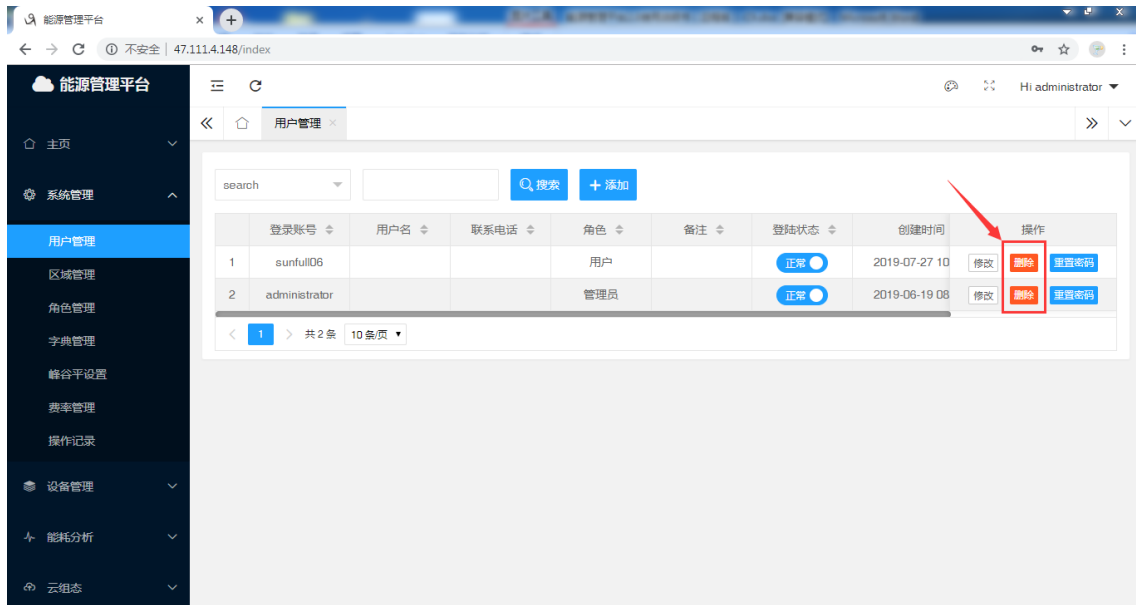 能源管理平台
不安全 | 47.111.4.148/index
能源管理平台
Hi administrator
用户管理
主页
系统管理
用户管理
区域管理
角色管理
字典管理
峰谷平设置
费率管理
操作记录
设备管理
能耗分析
云组态
search 搜索 添加
登录账号 用户名 联系电话 角色 备注 登陆状态 创建时间 操作
1 sunfull06 用户 正常 2019-07-27 10 修改 删除 重置密码
2 administrator 管理员 正常 2019-06-19 08 修改 删除 重置密码
1 共 2 条 10 条/页